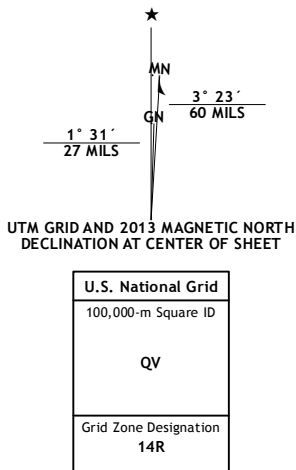 MN
3° 23´
60 MILS
GN
1° 31´
27 MILS
UTM GRID AND 2013 MAGNETIC NORTH
DECLINATION AT CENTER OF SHEET
U.S. National Grid
100,000-m Square ID
QV
Grid Zone Designation
14R